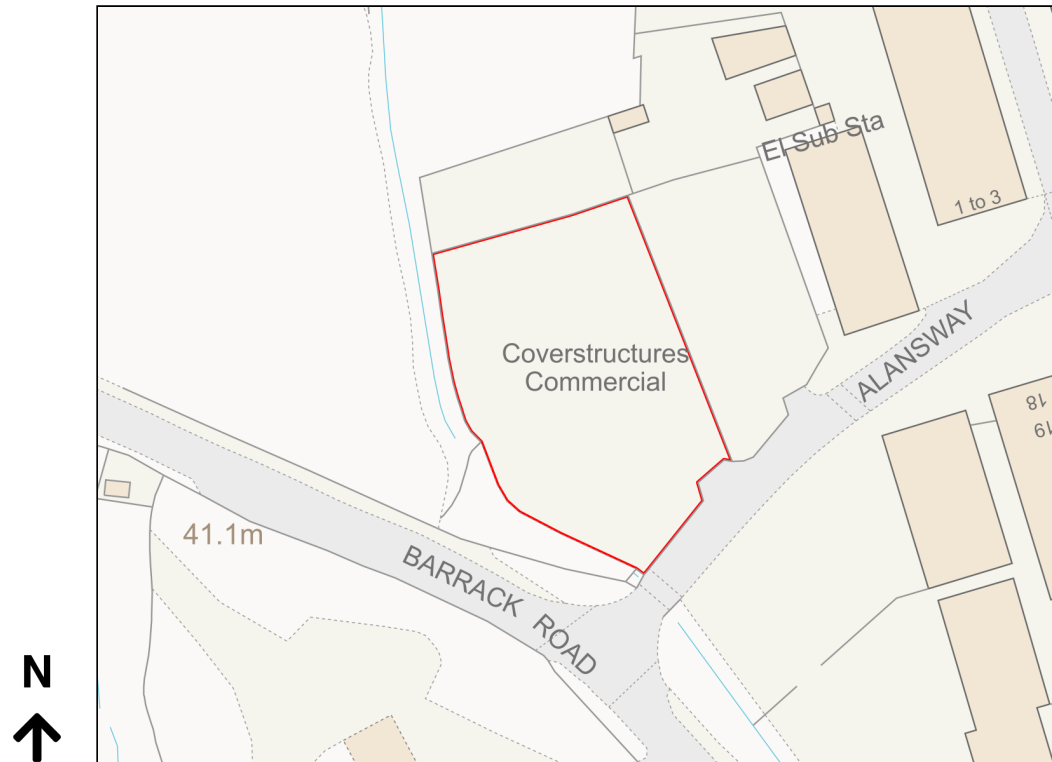 El Sub Sta
1 to 3
ALANSWAY
Coverstructures
Commercial
18
19
41.1m
BARRACK ROAD
N